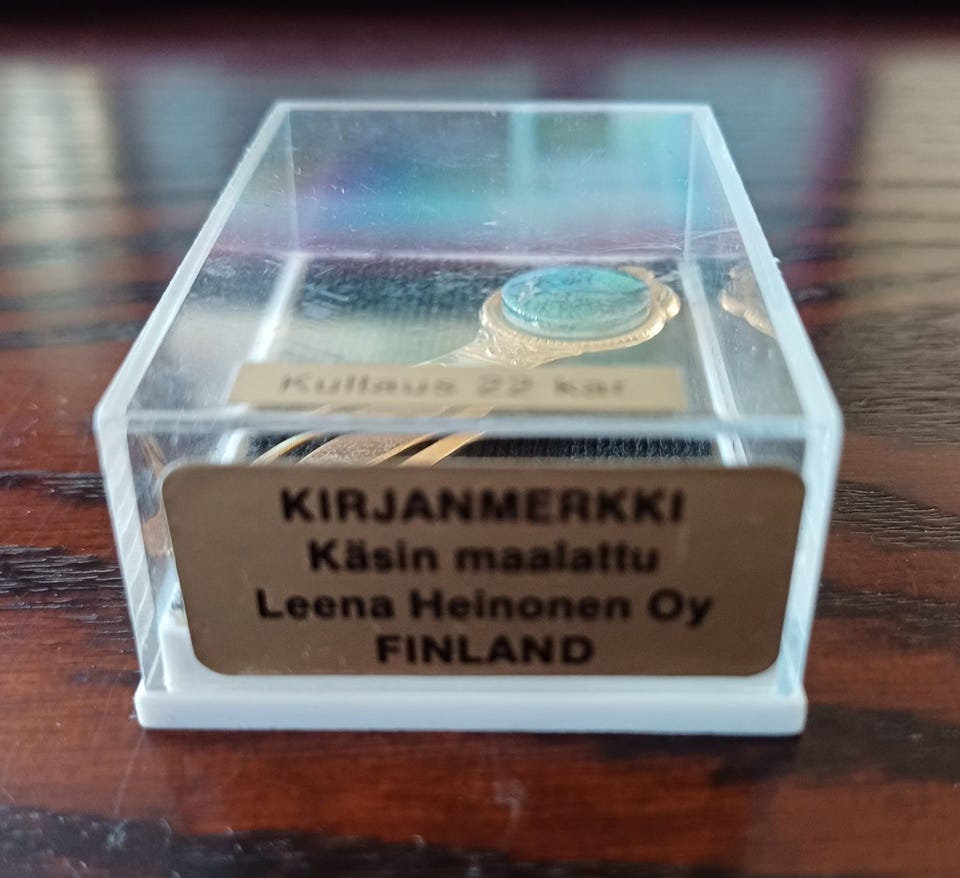 Kullaus 22 kar.
KIRJANMERKKI
Käsin maalattu
Leena Heinonen Oy
FINLAND